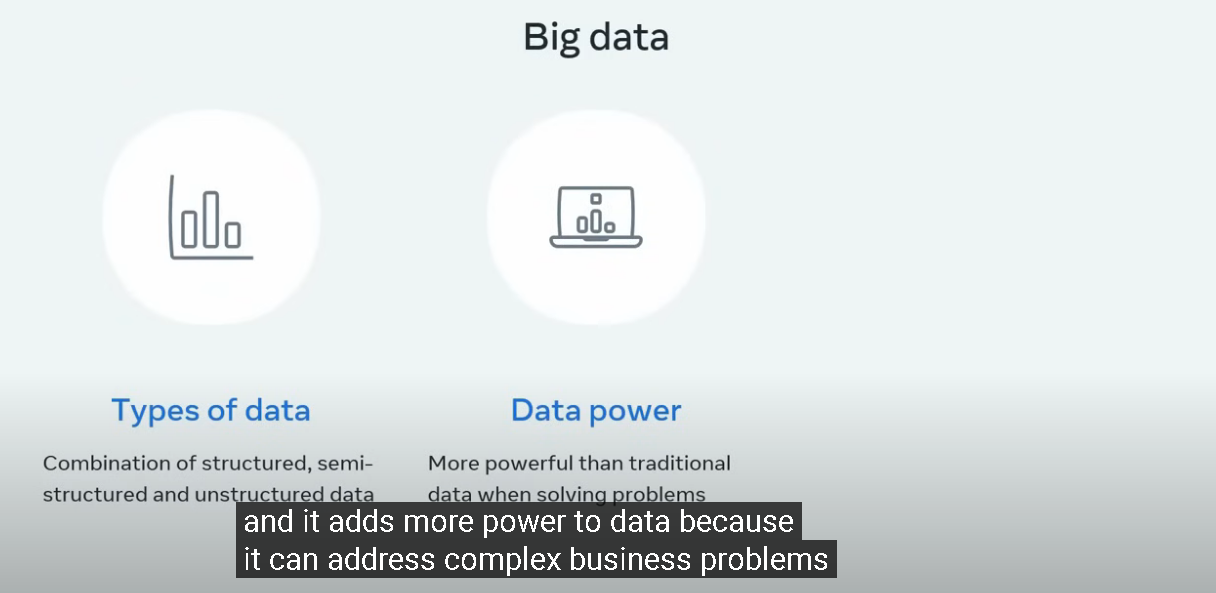 Big data
Types of data
Combination of structured, semi-
structured and unstructured data
Data power
More powerful than traditional
data when solving problems
and it adds more power to data because
it can address complex business problems